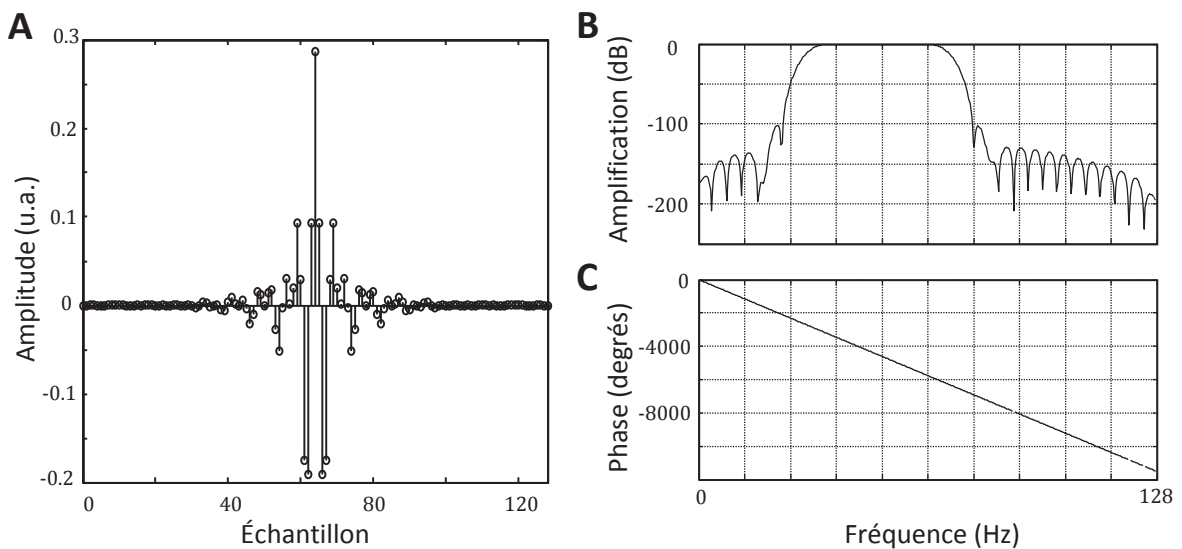 A
0.3
0.2
0.1
0
-0.1
-0.2
Amplitude (u.a.)
0
40
80
120
Échantillon
B
0
-100
-200
Amplification (dB)
C
0
-4000
-8000
Phase (degrés)
0
128
Fréquence (Hz)